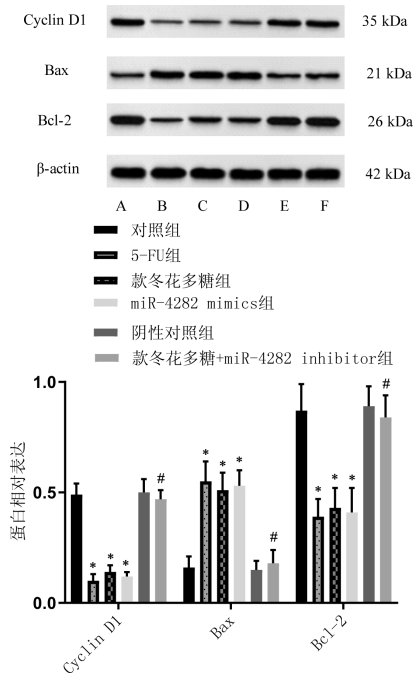 Cyclin D1 35 kDa
Bax 21 kDa
Bcl-2 26 kDa
β-actin 42 kDa
A B C D E F
对照组
5-FU组
款冬花多糖组
miR-4282 mimics组
阴性对照组
款冬花多糖+miR-4282 inhibitor组
蛋白相对表达
1.0
0.5
0.0
* * * #
* * * #
* * * #
Cyclin D1 Bax Bcl-2